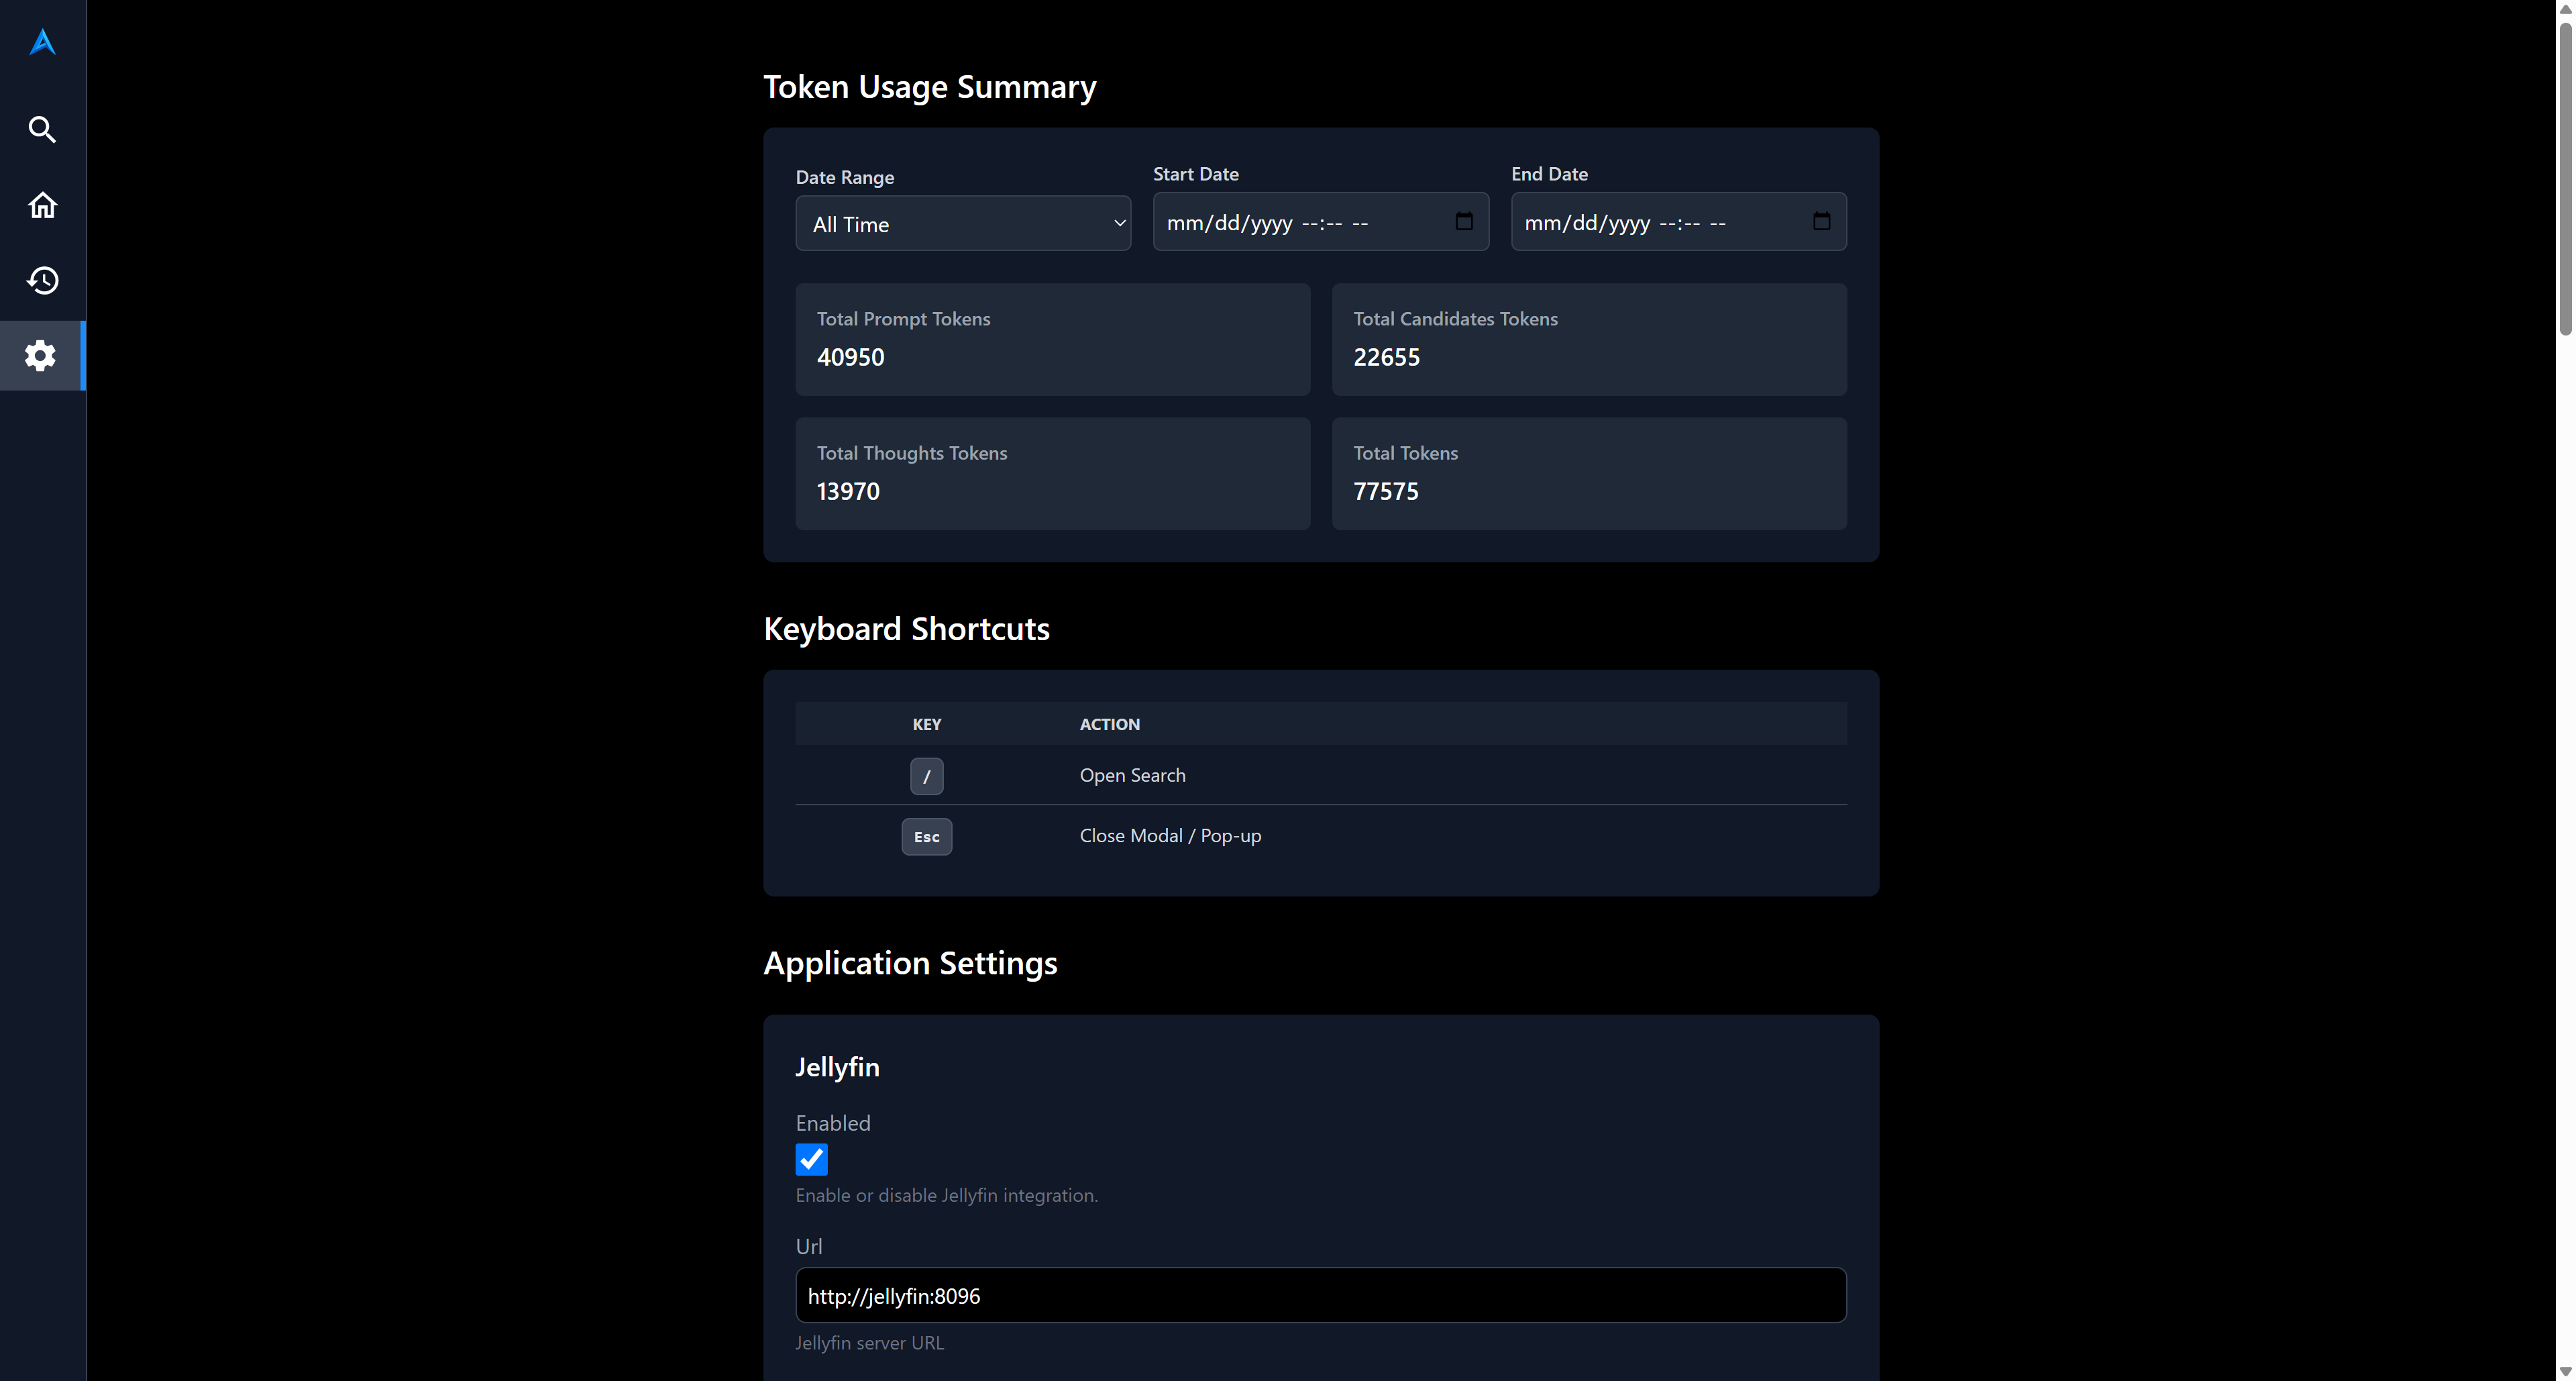 Token Usage Summary
Date Range
Start Date
End Date
All Time
mm/dd/yyyy --:-- --
mm/dd/yyyy --:-- --
Total Prompt Tokens
40950
Total Candidates Tokens
22655
Total Thoughts Tokens
13970
Total Tokens
77575
Keyboard Shortcuts
KEY ACTION
/ Open Search
Esc Close Modal / Pop-up
Application Settings
Jellyfin
Enabled
Enable or disable Jellyfin integration.
Url
http://jellyfin:8096
Jellyfin server URL